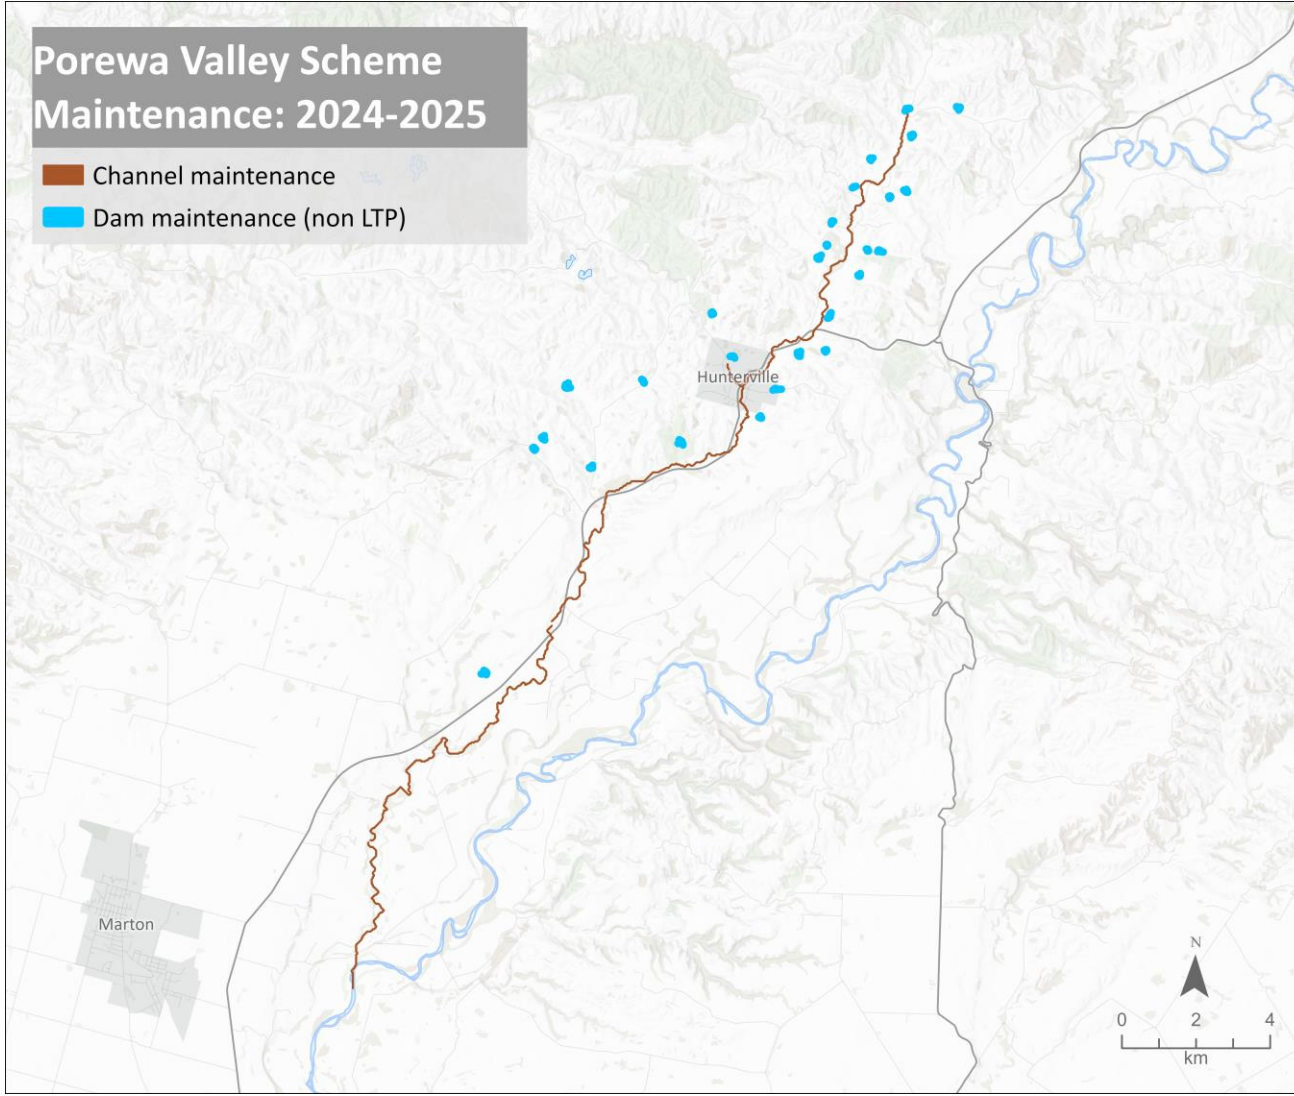 Porewa Valley Scheme
Maintenance: 2024-2025
Channel maintenance
Dam maintenance (non LTP)
Hunterville
Marton
N
0 2 4
km